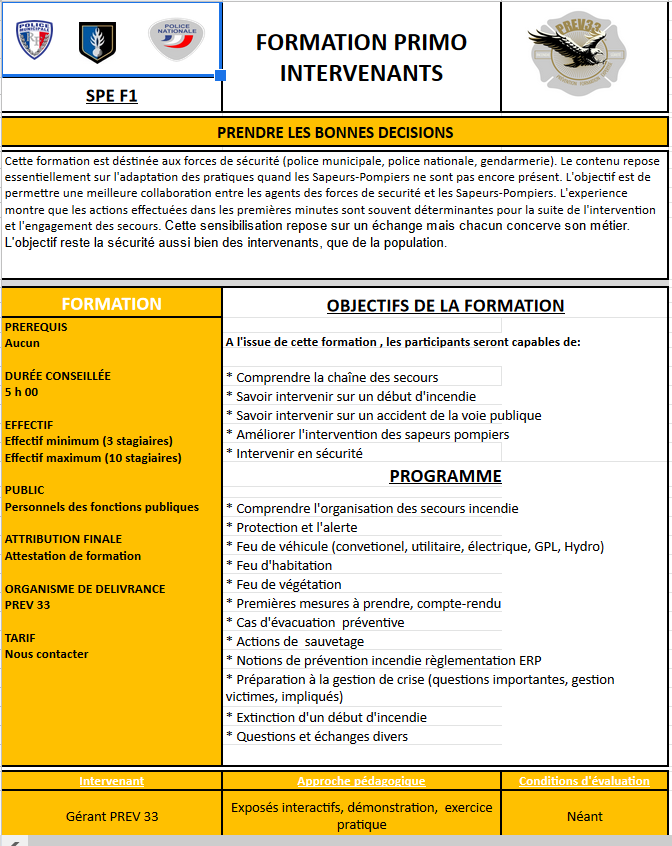 POLICE
MUNICIPALE
POLICE
NATIONALE
FORMATION PRIMO
INTERVENANTS
PREV33
SPE F1
PRENDRE LES BONNES DECISIONS
Cette formation est déstinée aux forces de sécurité (police municipale, police nationale, gendarmerie). Le contenu repose
essentiellement sur l'adaptation des pratiques quand les Sapeurs-Pompiers ne sont pas encore présent. L'objectif est de
permettre une meilleure collaboration entre les agents des forces de securité et les Sapeurs-Pompiers. L'experience
montre que les actions effectuées dans les premières minutes sont souvent déterminantes pour la suite de l'intervention
et l'engagement des secours. Cette sensibilisation repose sur un échange mais chacun concerve son métier.
L'objectif reste la sécurité aussi bien des intervenants, que de la population.
FORMATION
PREREQUIS
Aucun
DURÉE CONSEILLÉE
5 h 00
EFFECTIF
Effectif minimum (3 stagiaires)
Effectif maximum (10 stagiaires)
PUBLIC
Personnels des fonctions publiques
ATTRIBUTION FINALE
Attestation de formation
ORGANISME DE DELIVRANCE
PREV 33
TARIF
Nous contacter
OBJECTIFS DE LA FORMATION
A l'issue de cette formation , les participants seront capables de:
* Comprendre la chaîne des secours
* Savoir intervenir sur un début d'incendie
* Savoir intervenir sur un accident de la voie publique
* Améliorer l'intervention des sapeurs pompiers
* Intervenir en sécurité
PROGRAMME
* Comprendre l'organisation des secours incendie
* Protection et l'alerte
* Feu de véhicule (convetionel, utilitaire, électrique, GPL, Hydro)
* Feu d'habitation
* Feu de végétation
* Premières mesures à prendre, compte-rendu
* Cas d'évacuation  préventive
* Actions de  sauvetage
* Notions de prévention incendie règlementation ERP
* Préparation à la gestion de crise (questions importantes, gestion
victimes, impliqués)
* Extinction d'un début d'incendie
* Questions et échanges divers
Intervenant
Approche pédagogique
Conditions d'évaluation
Gérant PREV 33
Exposés interactifs, démonstration,  exercice
pratique
Néant